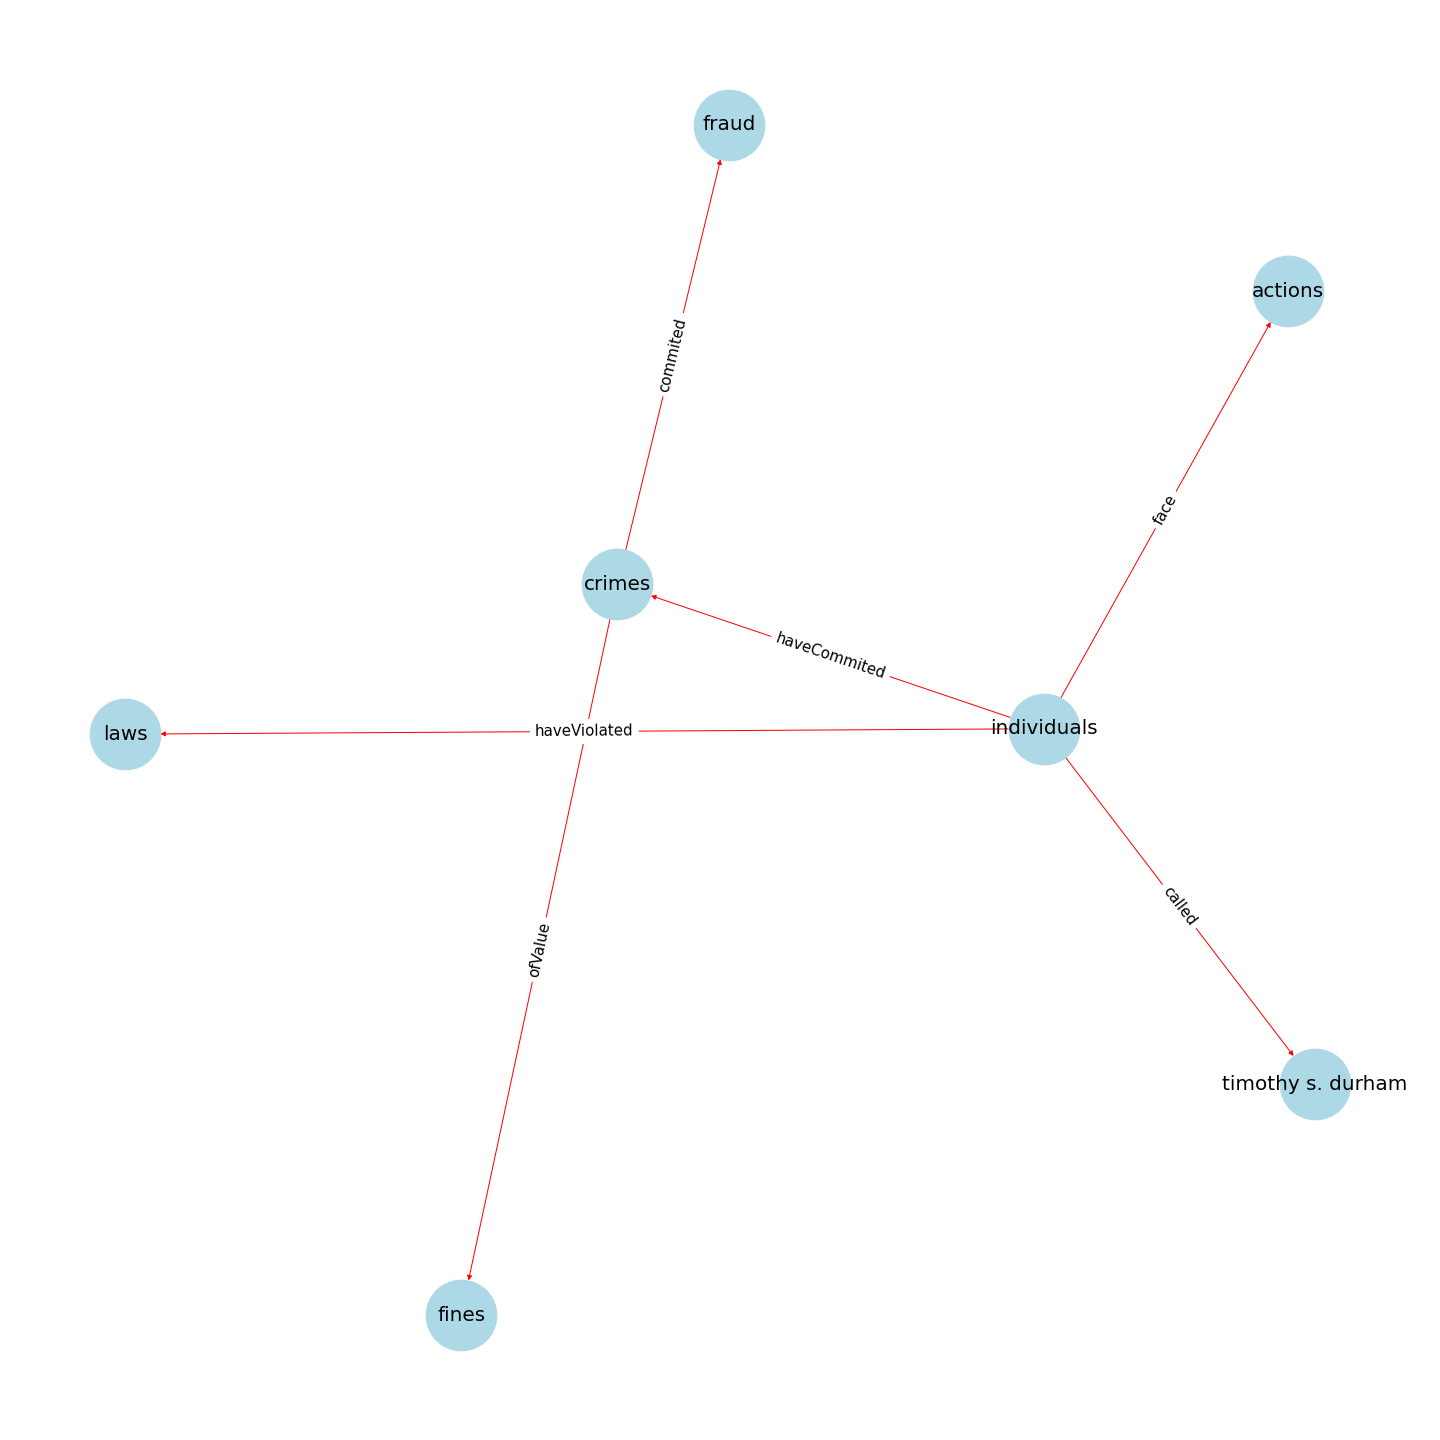 fraud
actions
commited
face
crimes
haveCommited
laws
haveViolated
individuals
called
ofValue
timothy s. durham
fines